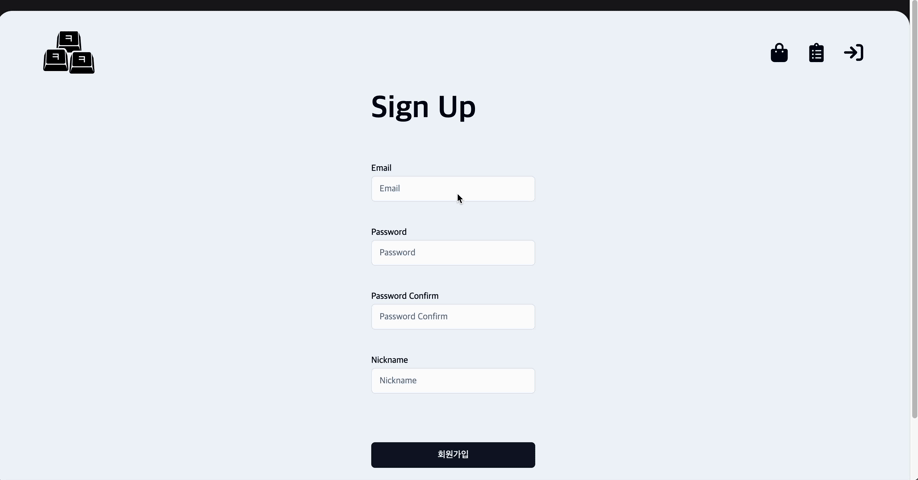 ㅋ
ㅋ ㅋ
Sign Up
Email
Email
Password
Password
Password Confirm
Password Confirm
Nickname
Nickname
회원가입